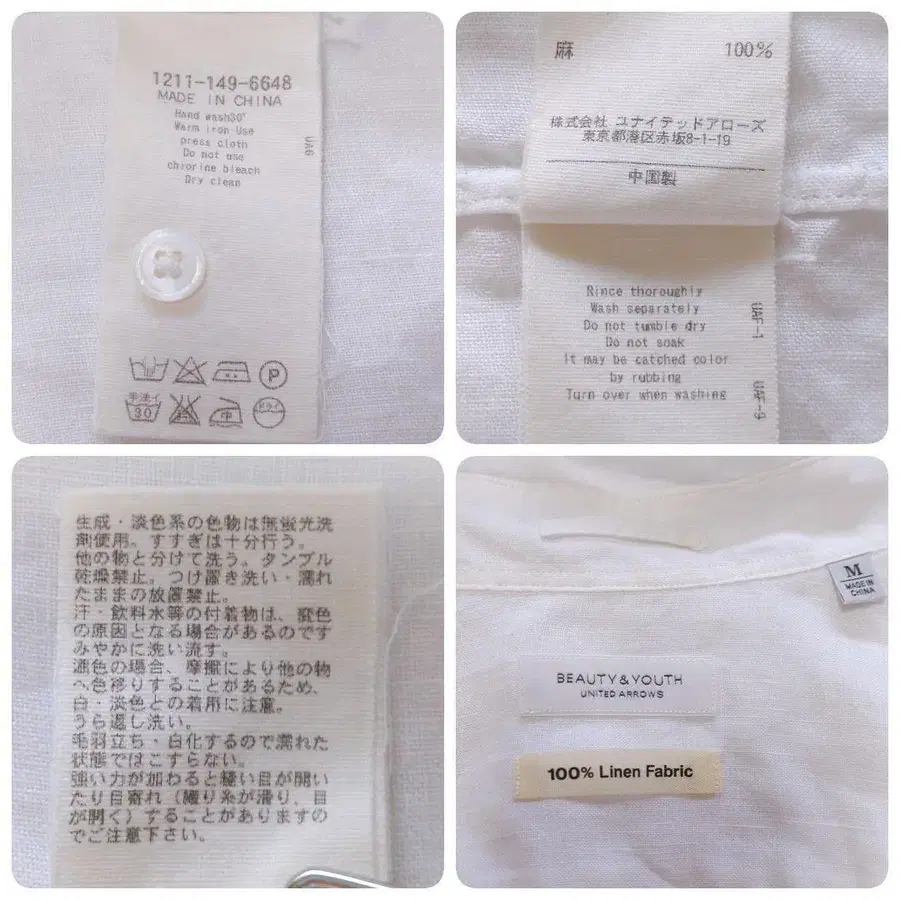 1211-149-6648
MADE IN CHINA
Hand wash30°
Warm iron Use
press cloth
Do not use
chlorine bleach
Dry clean
UA6
P
手洗イ
30
中
ドライ
麻 100%
株式会社 ユナイテッドアローズ
東京都港区赤坂8-1-19
中国製
Rince thoroughly
Wash separately
Do not tumble dry
Do not soak
It may be catched color
by rubbing
Turn over when washing
UAF-1
UAF-9
生成・淡色系の色物は無蛍光洗
剤使用。すすぎは十分行う。
他の物と分けて洗う。タンブル
乾燥禁止。つけ置き洗い・濡れ
たままの放置禁止。
汗・飲料水等の付着物は、変色
の原因となる場合があるのです
みやかに洗い流す。
濃色の場合、摩擦により他の物
へ色移りすることがあるため、
白・淡色との着用に注意。
うら返し洗い。
毛羽立ち・白化するので濡れた
状態ではこすらない。
強い力が加わると縫い目が開い
たり目寄れ（織り糸が滑り、目
が開く）することがありますの
でご注意下さい。
M
MADE IN
CHINA
BEAUTY&YOUTH
UNITED ARROWS
100% Linen Fabric